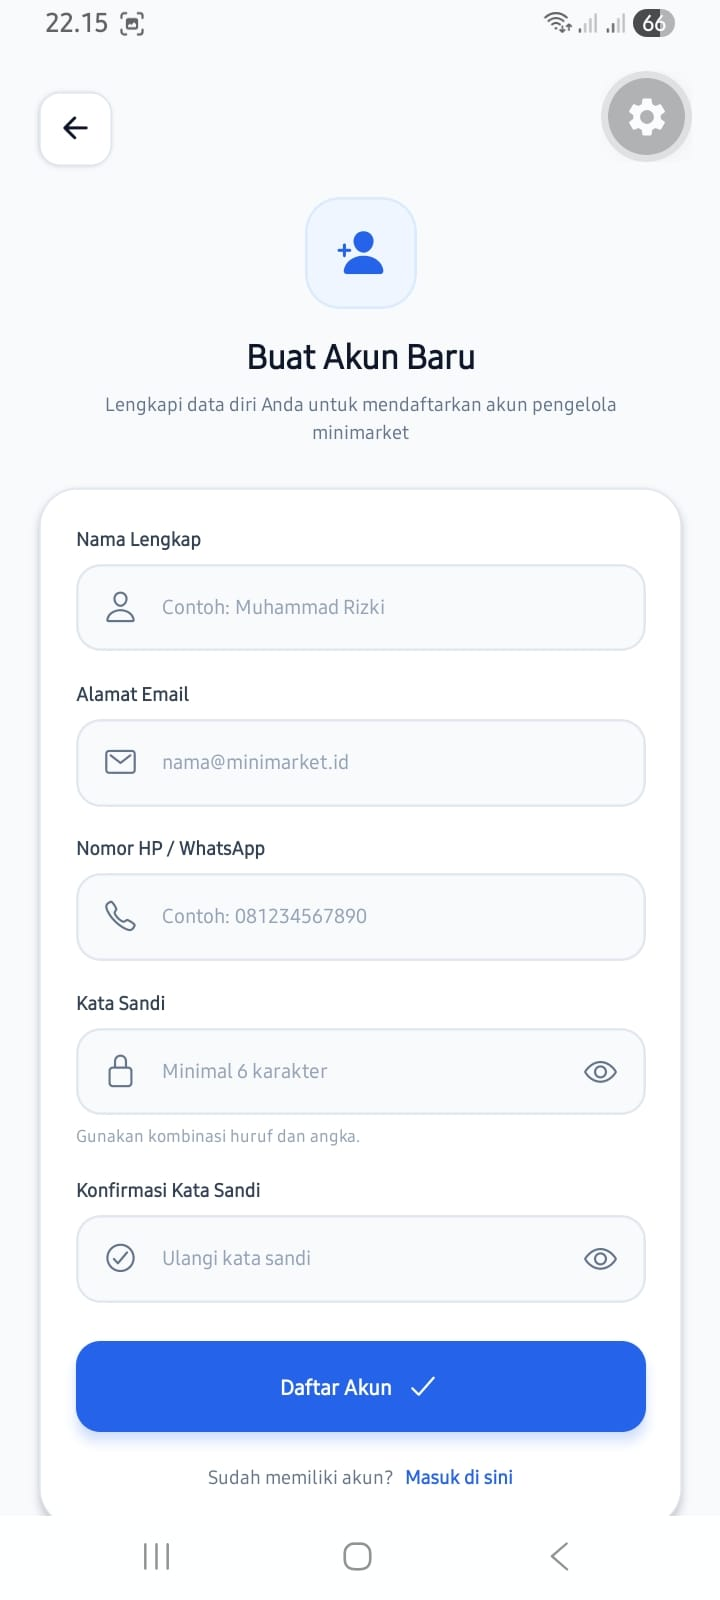 22.15
66
Buat Akun Baru
Lengkapi data diri Anda untuk mendaftarkan akun pengelola
minimarket
Nama Lengkap
Contoh: Muhammad Rizki
Alamat Email
nama@minimarket.id
Nomor HP / WhatsApp
Contoh: 081234567890
Kata Sandi
Minimal 6 karakter
Gunakan kombinasi huruf dan angka.
Konfirmasi Kata Sandi
Ulangi kata sandi
Daftar Akun
Sudah memiliki akun? Masuk di sini